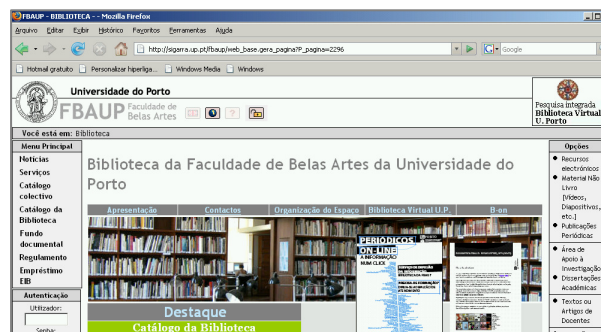 FBAUP - BIBLIOTECA - - Mozilla Firefox
Arquivo Editar Exibir Histórico Favoritos Ferramentas Ajuda
http://sigarra.up.pt/fbaup/web_base.gera_pagina?P_pagina=2296
Google
Hotmail gratuito Personalizar hiperliga... Windows Media Windows
Universidade do Porto
FBAUP Faculdade de
Belas Artes
Pesquisa integrada
Biblioteca Virtual
U. Porto
Você está em: Biblioteca
Menu Principal
Notícias
Serviços
Catálogo
colectivo
Catálogo da
Biblioteca
Fundo
documental
Regulamento
Empréstimo
EIB
Autenticação
Utilizador:
Senha:
Biblioteca da Faculdade de Belas Artes da Universidade do
Porto
Apresentação Contactos Organização do Espaço Biblioteca Virtual U.P. B-on
PERIÓDICOS
ON-LINE
A INFORMAÇÃO
NUM CLICK
Destaque
Catálogo da Biblioteca
Opções
Recursos
electrónicos
Material Não
Livro
[Vídeos,
Diapositivos,
etc.]
Publicações
Periódicas
Área de
Apoio à
Investigação
Dissertações
Académicas
Textos ou
Artigos de
Docentes